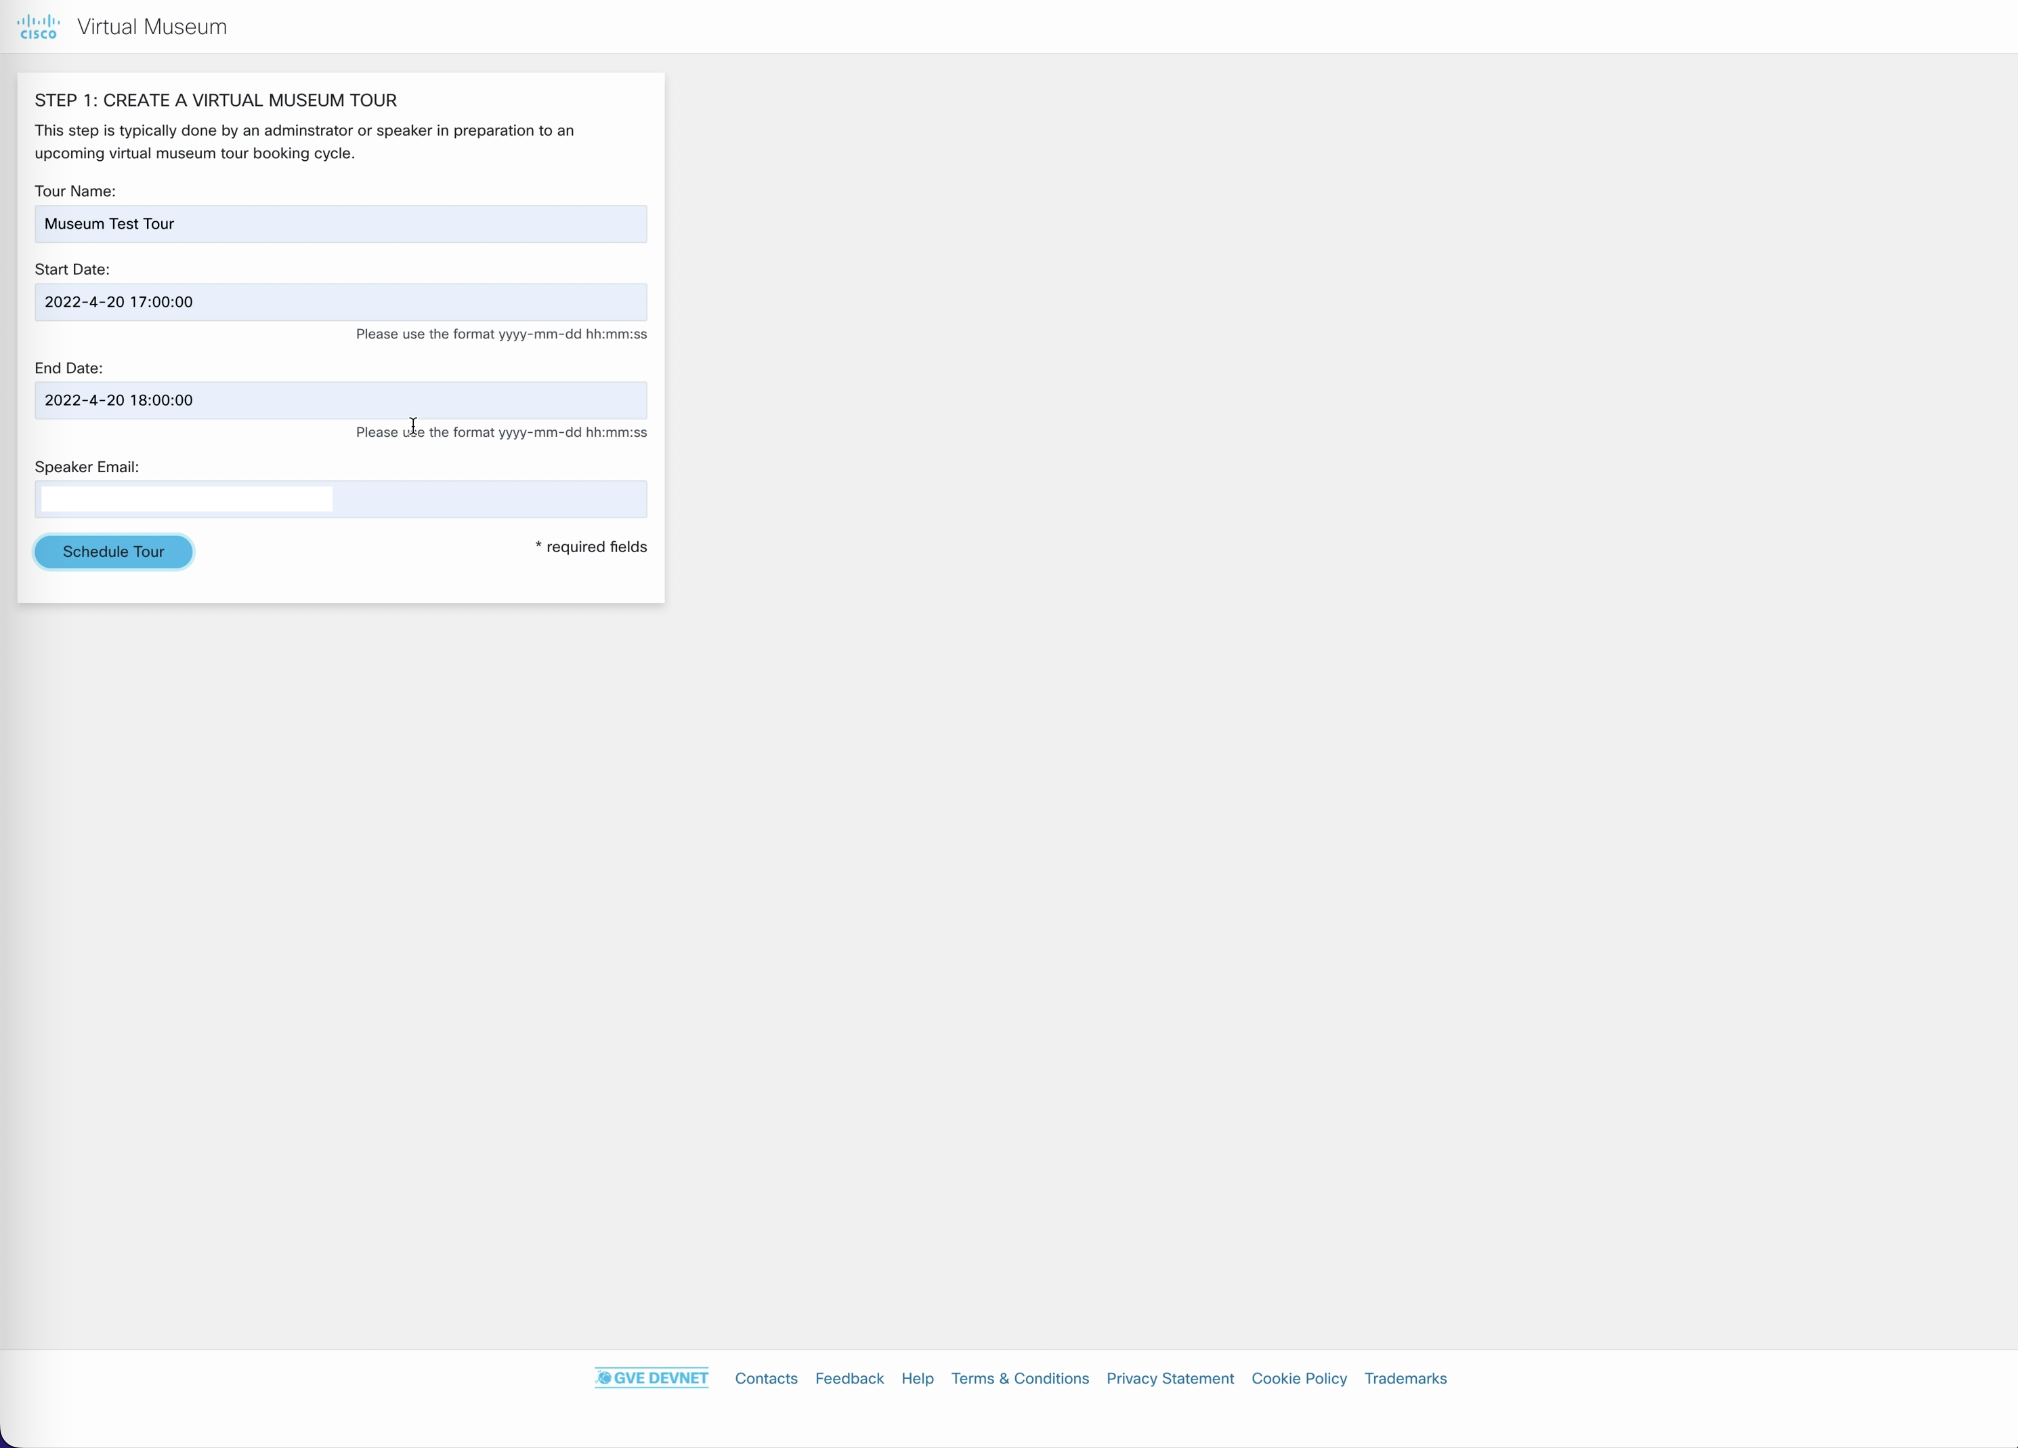 CISCO
Virtual Museum
STEP 1: CREATE A VIRTUAL MUSEUM TOUR
This step is typically done by an adminstrator or speaker in preparation to an
upcoming virtual museum tour booking cycle.
Tour Name:
Museum Test Tour
Start Date:
2022-4-20 17:00:00
Please use the format yyyy-mm-dd hh:mm:ss
End Date:
2022-4-20 18:00:00
Please use the format yyyy-mm-dd hh:mm:ss
Speaker Email:
Schedule Tour
* required fields
GVE DEVNET Contacts Feedback Help Terms & Conditions Privacy Statement Cookie Policy Trademarks